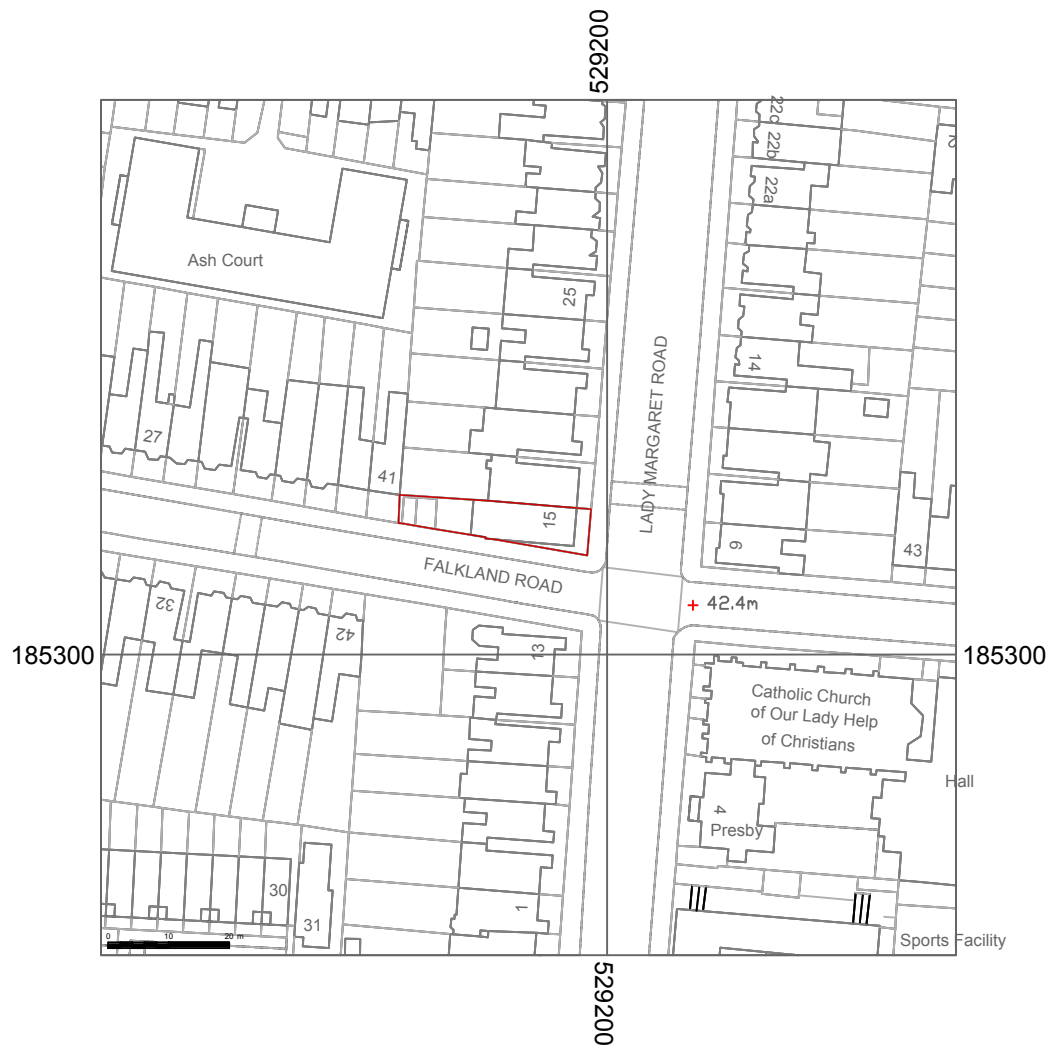 529200
22c
22b
22a
2
Ash Court
25
14
LADY MARGARET ROAD
27
41
15
6
43
FALKLAND ROAD
42.4m
32
42
13
185300
185300
Catholic Church
of Our Lady Help
of Christians
Hall
4
Presby
30
31
1
0 10 20 m
Sports Facility
529200